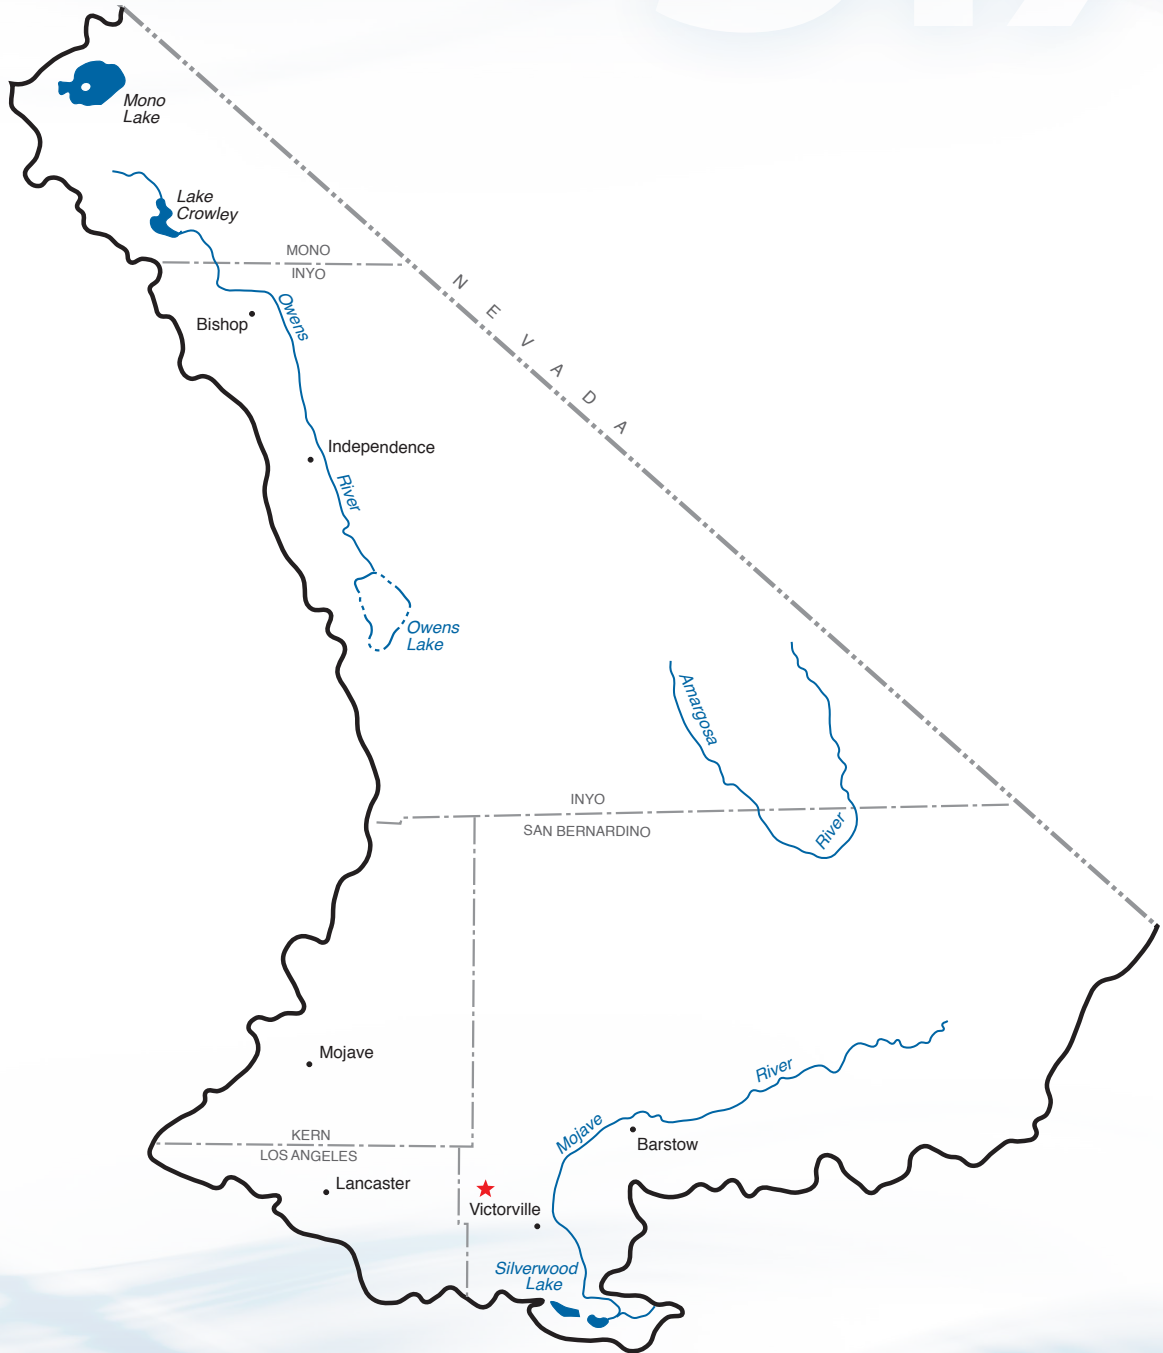 Mono
Lake
Lake
Crowley
MONO
INYO
NEVADA
Owens
Bishop
Independence
River
Owens
Lake
Amargosa
INYO
SAN BERNARDINO
River
Mojave
River
Mojave
Barstow
KERN
LOS ANGELES
Lancaster
Victorville
Silverwood
Lake